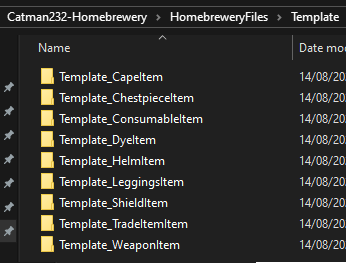 Catman232-Homebrewery > HomebreweryFiles > Template
Name Date mod
Template_CapeItem 14/08/20
Template_ChestpieceItem 14/08/20
Template_ConsumableItem 14/08/20
Template_DyeItem 14/08/20
Template_HelmItem 14/08/20
Template_LeggingsItem 14/08/20
Template_ShieldItem 14/08/20
Template_TradeItemItem 14/08/20
Template_WeaponItem 14/08/20